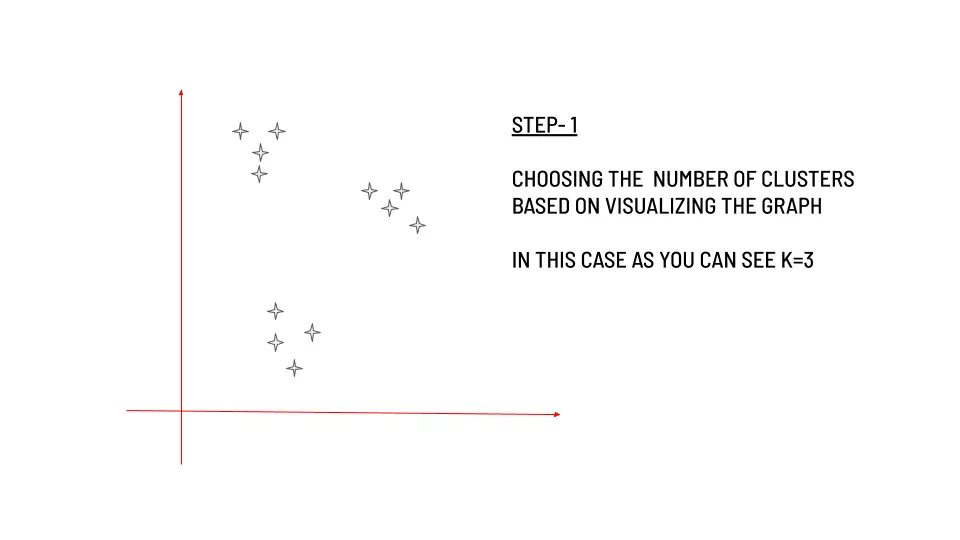 STEP- 1
CHOOSING THE  NUMBER OF CLUSTERS
BASED ON VISUALIZING THE GRAPH
IN THIS CASE AS YOU CAN SEE K=3